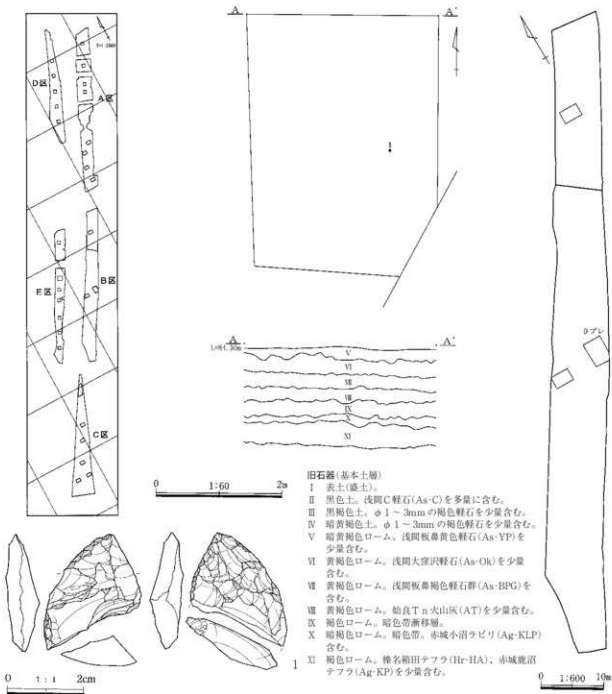 D区
A区
E区
B区
C区
A
A'
1
A
A'
L=84.30m
V
VI
VII
VIII
IX
X
XI
9プレ
0 1:60 2m
旧石器(基本土層)
I 表土(盛土)。
II 黒色土。浅間C軽石(As-C)を多量に含む。
III 黒褐色土。φ1～3mmの褐色軽石を少量含む。
IV 暗黄褐色土。φ1～3mmの褐色軽石を少量含む。
V 暗黄褐色ローム。浅間板鼻黄色軽石(As-YP)を
少量含む。
VI 黄褐色ローム。浅間大窪沢軽石(As-Ok)を少量
含む。
VII 黄褐色ローム。浅間板鼻褐色軽石群(As-BPG)を
含む。
VIII 黄褐色ローム。姶良Tn火山灰(AT)を少量含む。
IX 褐色ローム。暗色帯漸移層。
X 暗褐色ローム。暗色帯。赤城小沼ラピリ(Ag-KLP)
含む。
XI 褐色ローム。榛名箱田テフラ(Hr-HA)、赤城鹿沼
テフラ(Ag-KP)を少量含む。
1
0 1:1 2cm
0 1:600 10m